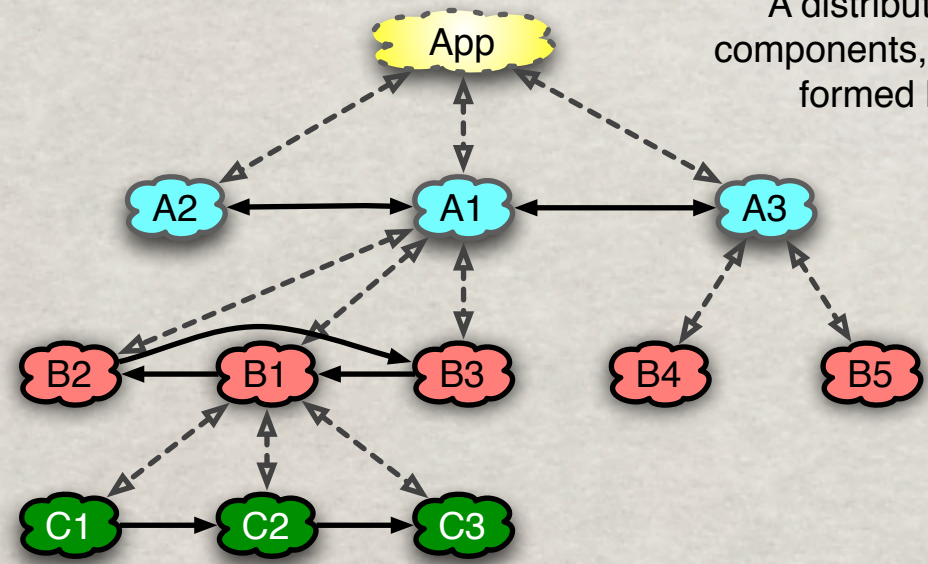 A distribut
components,
formed
App
A2 A1 A3
B2 B1 B3 B4 B5
C1 C2 C3